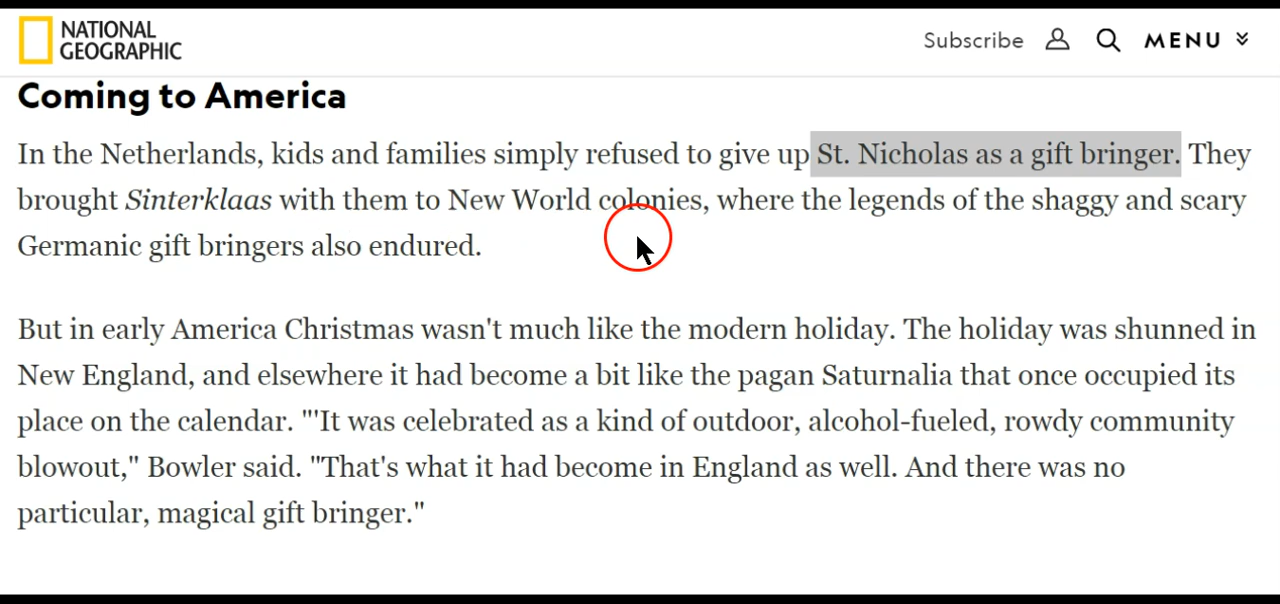 NATIONAL
GEOGRAPHIC
Subscribe MENU
Coming to America
In the Netherlands, kids and families simply refused to give up St. Nicholas as a gift bringer. They
brought Sinterklaas with them to New World colonies, where the legends of the shaggy and scary
Germanic gift bringers also endured.
But in early America Christmas wasn't much like the modern holiday. The holiday was shunned in
New England, and elsewhere it had become a bit like the pagan Saturnalia that once occupied its
place on the calendar. "'It was celebrated as a kind of outdoor, alcohol-fueled, rowdy community
blowout," Bowler said. "That's what it had become in England as well. And there was no
particular, magical gift bringer."